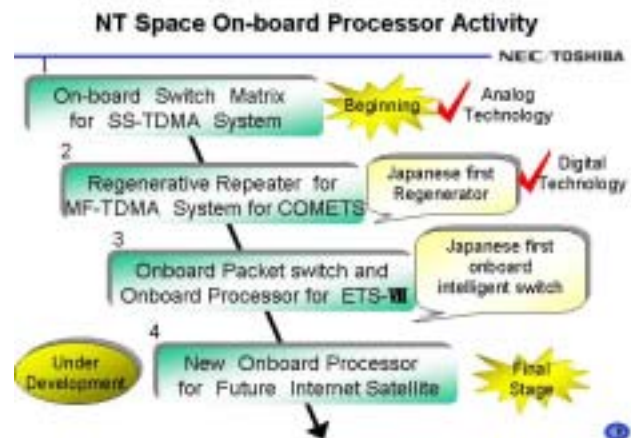 NT Space On-board Processor Activity
NEC/TOSHIBA
1
On-board Switch Matrix
for SS-TDMA System
Beginning
Analog
Technology
2
Regenerative Repeater for
MF-TDMA System for COMETS
Japanese first
Regenerator
Digital
Technology
3
Onboard Packet switch and
Onboard Processor for ETS-Ⅷ
Japanese first
onboard
intelligent switch
4
Under
Development
New Onboard Processor
for Future Internet Satellite
Final
Stage